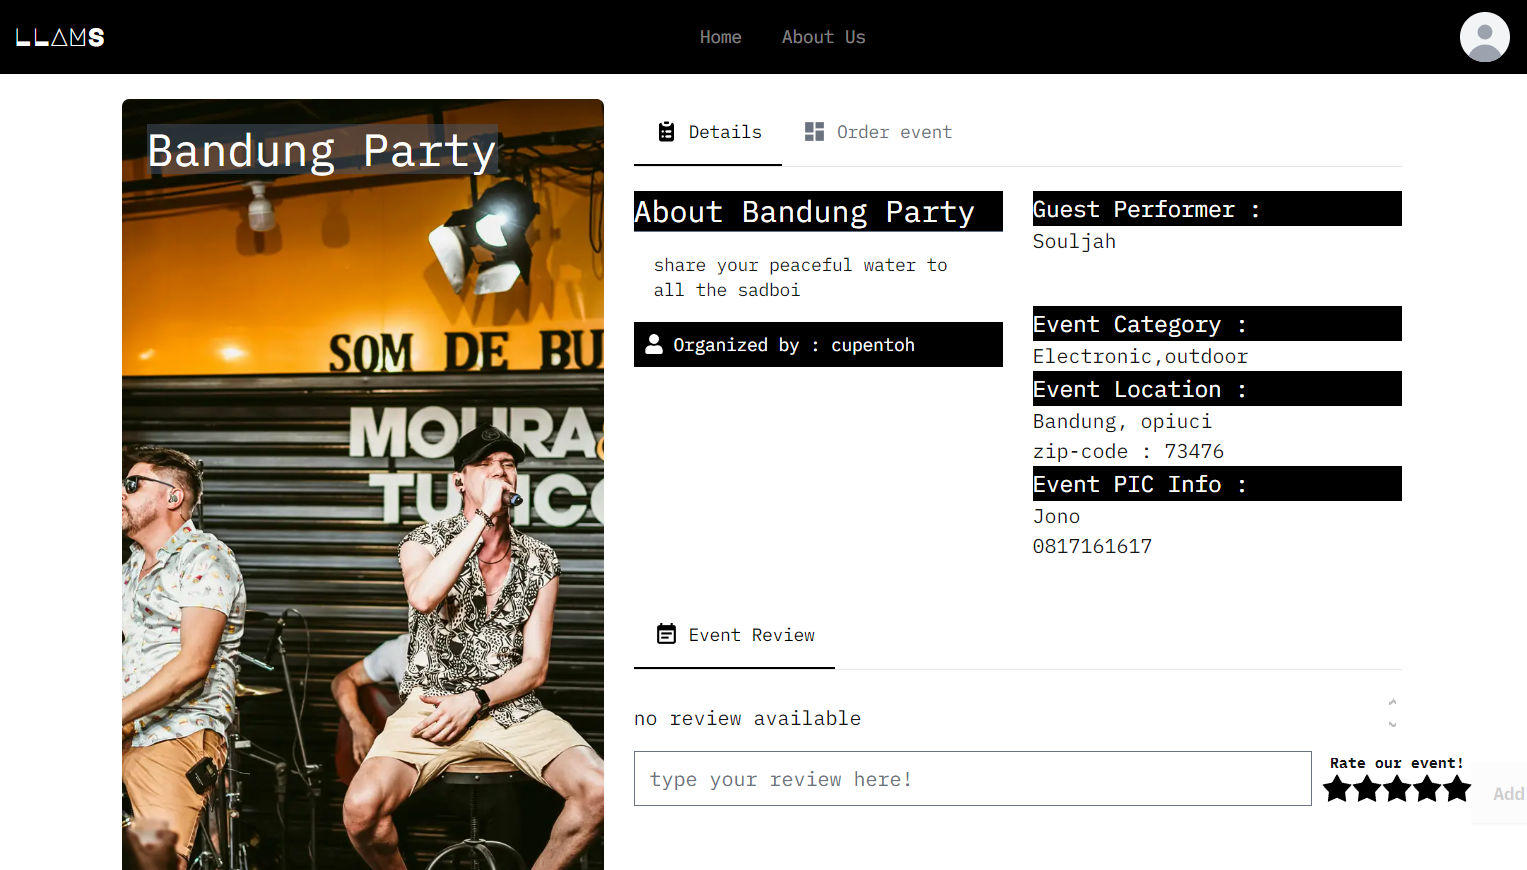 LLAMS
Home
About Us
Bandung Party
SOM DE BU
MOURA
TU
Details
Order event
About Bandung Party
share your peaceful water to
all the sadboi
Organized by : cupentoh
Guest Performer :
Souljah
Event Category :
Electronic,outdoor
Event Location :
Bandung, opiuci
zip-code : 73476
Event PIC Info :
Jono
0817161617
Event Review
no review available
type your review here!
Rate our event!
Add